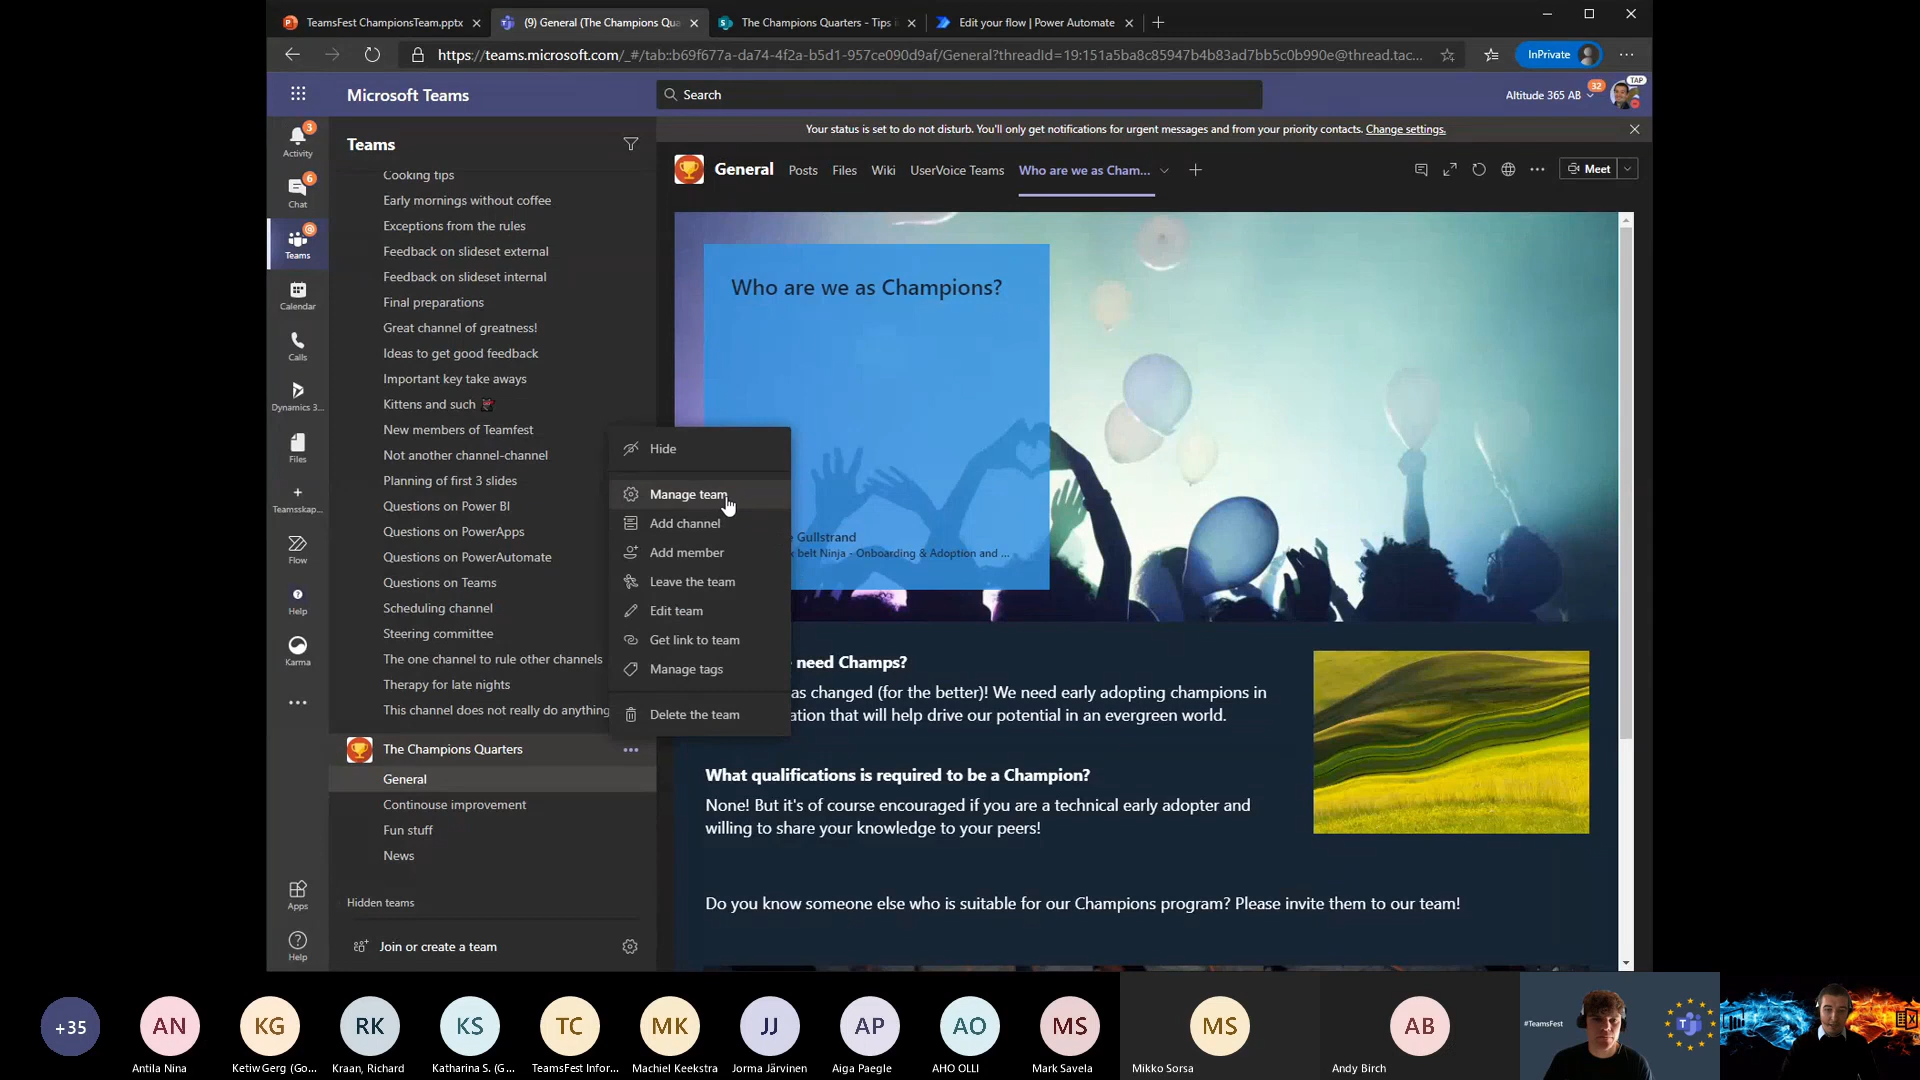 TeamsFest ChampionsTeam.pptx
(9) General (The Champions Qua
The Champions Quarters - Tips
Edit your flow | Power Automate
https://teams.microsoft.com/_#/tab::b69f677a-da74-4f2a-b5d1-957ce090d9af/General?threadId=19:151a5ba8c85947b4b83ad7bb5c0b990e@thread.tac...
InPrivate
Microsoft Teams
Search
Altitude 365 AB
32
TAP
Your status is set to do not disturb. You'll only get notifications for urgent messages and from your priority contacts. Change settings.
3
Activity
6
Chat
@
Teams
Calendar
Calls
Dynamics 3...
Files
Teamsskap...
Flow
Help
Karma
Apps
Help
Teams
Cooking tips
Early mornings without coffee
Exceptions from the rules
Feedback on slideset external
Feedback on slideset internal
Final preparations
Great channel of greatness!
Ideas to get good feedback
Important key take aways
Kittens and such
New members of Teamfest
Not another channel-channel
Planning of first 3 slides
Questions on Power BI
Questions on PowerApps
Questions on PowerAutomate
Questions on Teams
Scheduling channel
Steering committee
The one channel to rule other channels
Therapy for late nights
This channel does not really do anything
The Champions Quarters
General
Continouse improvement
Fun stuff
News
Hidden teams
Join or create a team
Hide
Manage team
Add channel
Add member
Leave the team
Edit team
Get link to team
Manage tags
Delete the team
General
Posts
Files
Wiki
UserVoice Teams
Who are we as Cham...
Meet
Who are we as Champions?
Gullstrand
belt Ninja - Onboarding & Adoption and ...
need Champs?
as changed (for the better)! We need early adopting champions in
ation that will help drive our potential in an evergreen world.
What qualifications is required to be a Champion?
None! But it's of course encouraged if you are a technical early adopter and
willing to share your knowledge to your peers!
Do you know someone else who is suitable for our Champions program? Please invite them to our team!
+35
AN
KG
RK
KS
TC
MK
JJ
AP
AO
MS
MS
AB
#TeamsFest
Antila Nina
Ketiw Gerg (Go...
Kraan, Richard
Katharina S. (G...
TeamsFest Infor...
Machiel Keekstra
Jorma Järvinen
Aiga Paegle
AHO OLLI
Mark Savela
Mikko Sorsa
Andy Birch